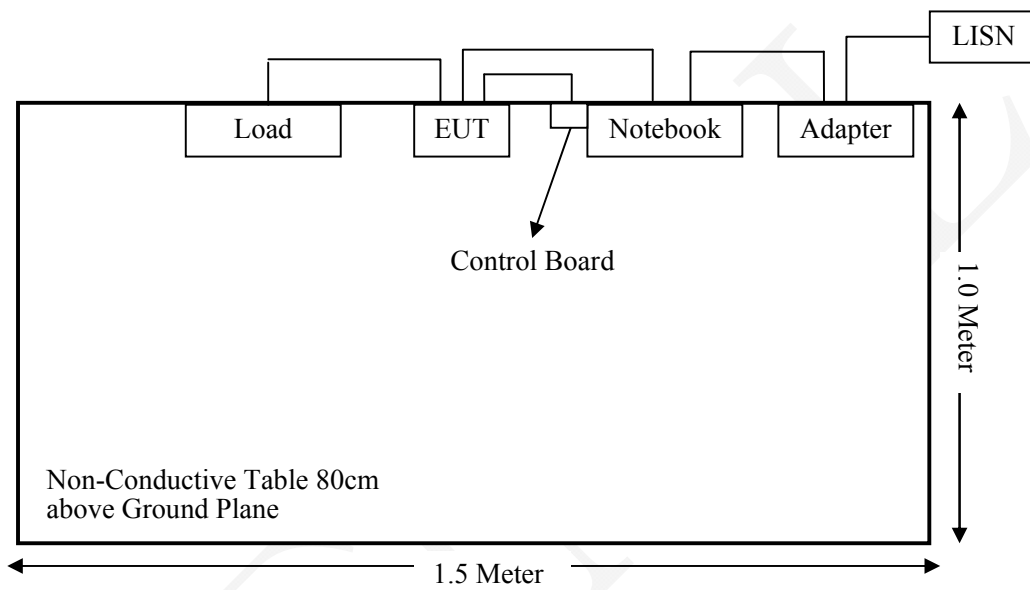 LISN
Load
EUT
Notebook
Adapter
Control Board
1.0 Meter
Non-Conductive Table 80cm
above Ground Plane
1.5 Meter